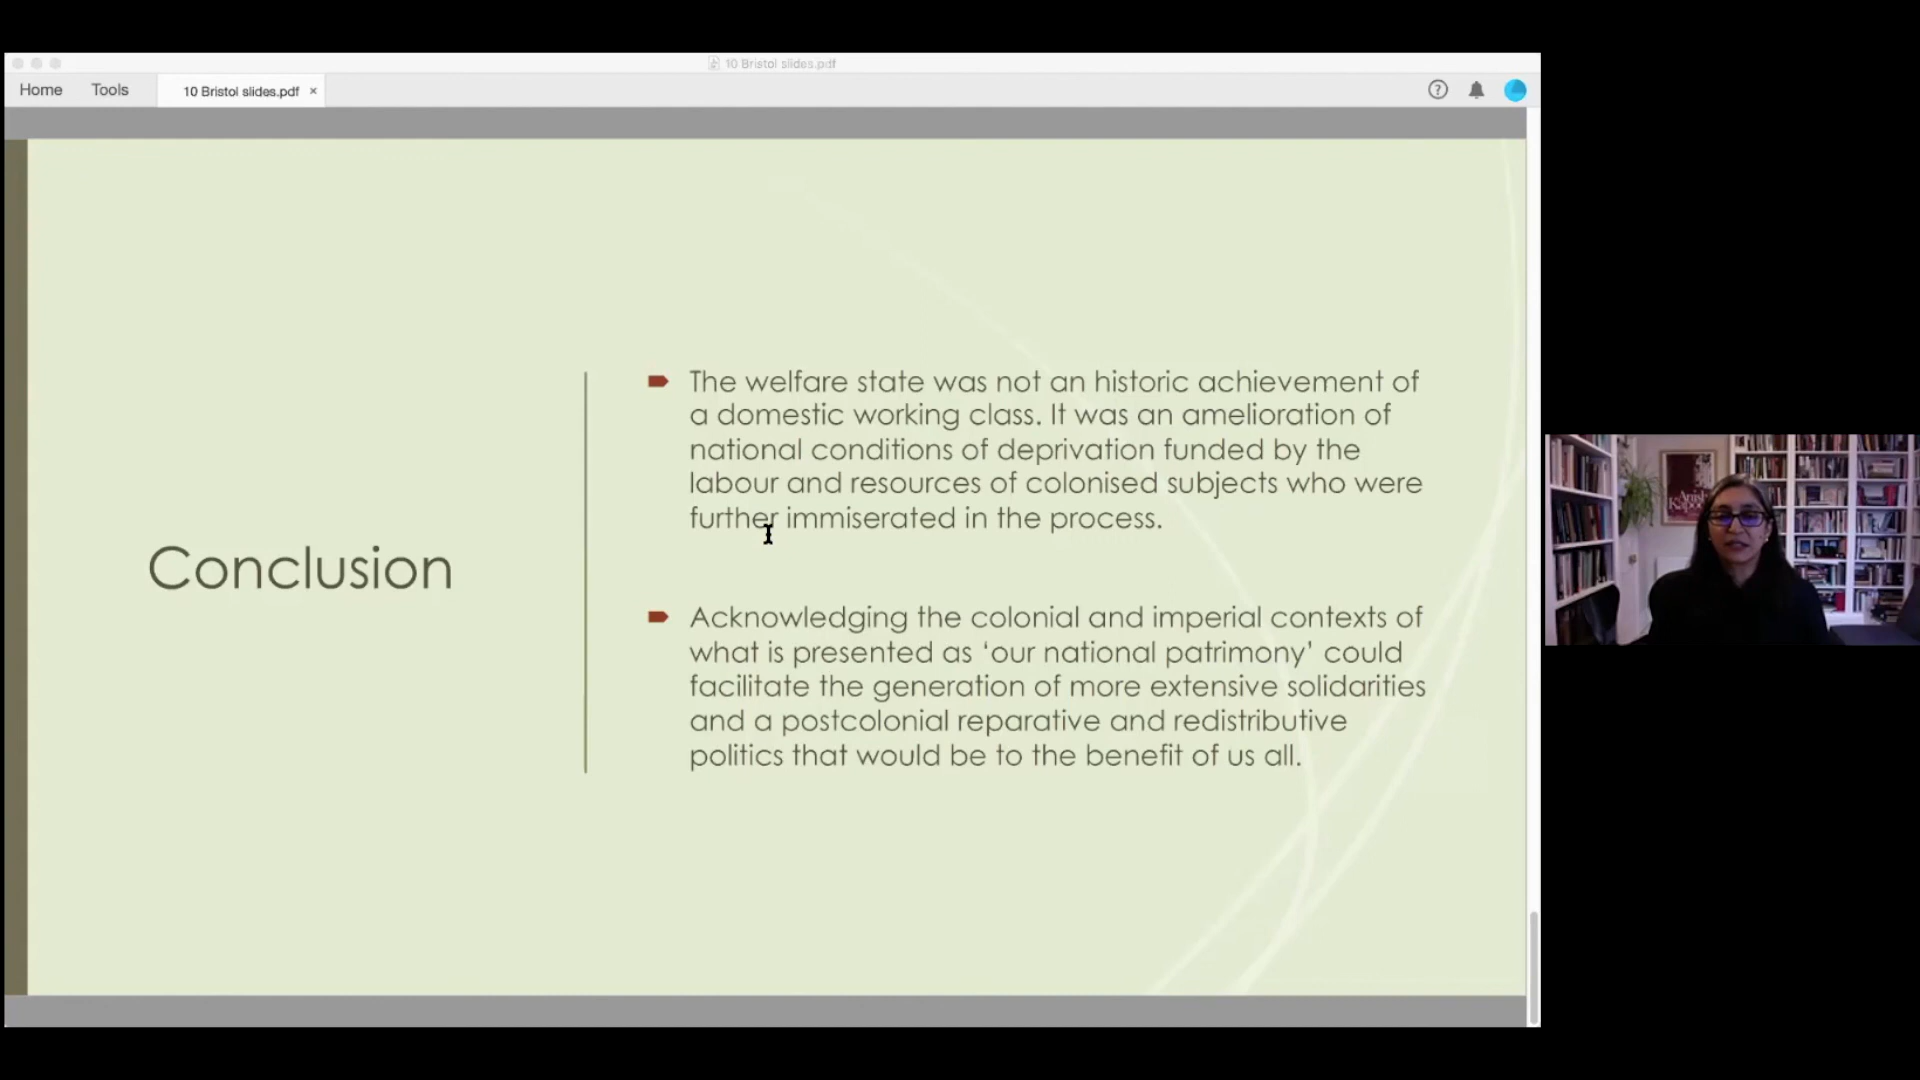 10 Bristol slides.pdf
Home Tools 10 Bristol slides.pdf ×
Conclusion
The welfare state was not an historic achievement of
a domestic working class. It was an amelioration of
national conditions of deprivation funded by the
labour and resources of colonised subjects who were
further immiserated in the process.
Acknowledging the colonial and imperial contexts of
what is presented as ‘our national patrimony’ could
facilitate the generation of more extensive solidarities
and a postcolonial reparative and redistributive
politics that would be to the benefit of us all.